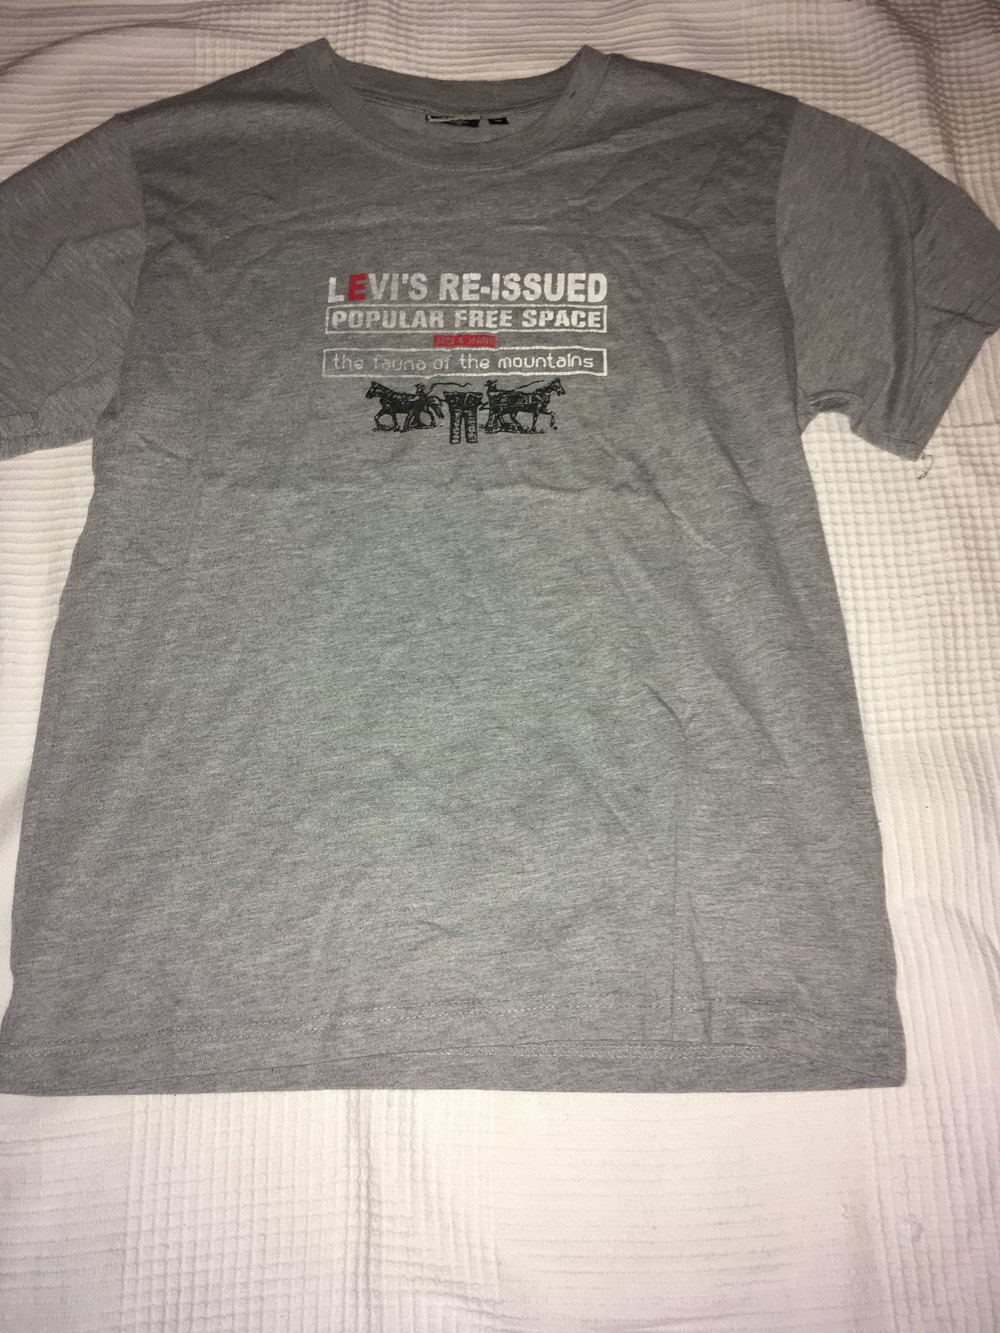 LEVI'S RE-ISSUED
POPULAR FREE SPACE
the fauna of the mountains